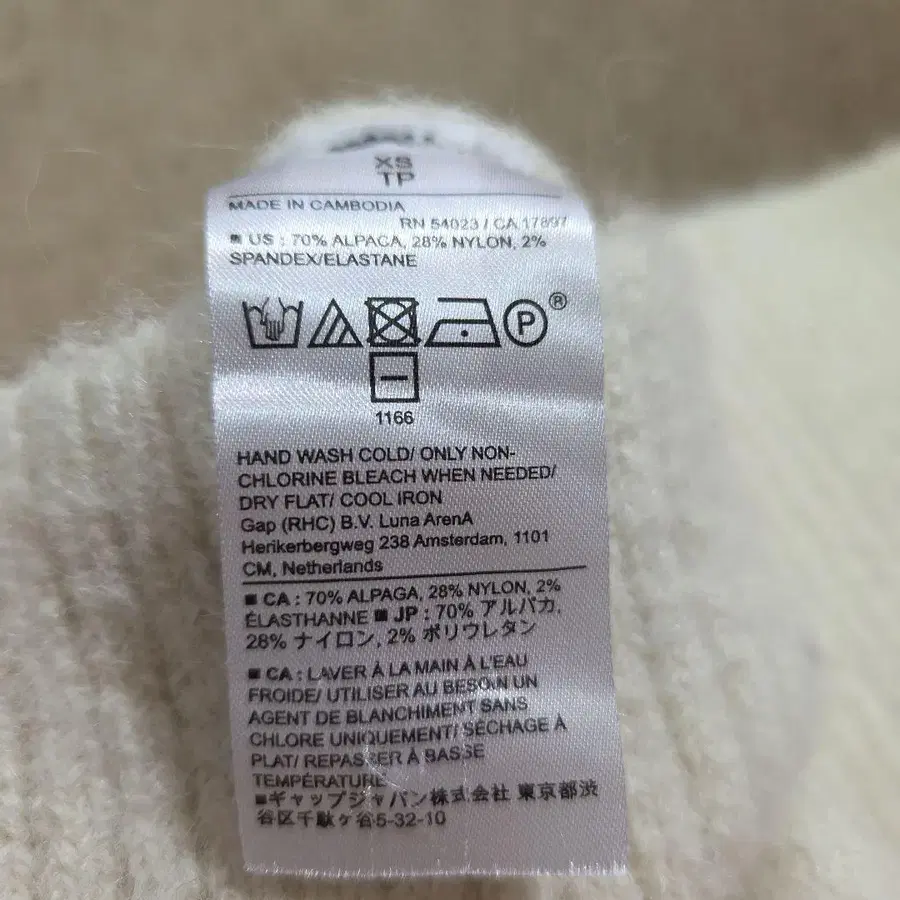 XS
TP
MADE IN CAMBODIA
RN 54023 / CA 17897
■ US : 70% ALPACA, 28% NYLON, 2%
SPANDEX/ELASTANE
P ®
1166
HAND WASH COLD/ ONLY NON-
CHLORINE BLEACH WHEN NEEDED/
DRY FLAT/ COOL IRON
Gap (RHC) B.V. Luna ArenA
Herikerbergweg 238 Amsterdam, 1101
CM, Netherlands
■ CA : 70% ALPAGA, 28% NYLON, 2%
ÉLASTHANNE ■ JP : 70% アルパカ,
28% ナイロン, 2% ポリウレタン
■ CA : LAVER À LA MAIN À L'EAU
FROIDE/ UTILISER AU BESOIN UN
AGENT DE BLANCHIMENT SANS
CHLORE UNIQUEMENT/ SÉCHAGE À
PLAT/ REPASSER À BASSE
TEMPÉRATURE
■ギャップジャパン株式会社 東京都渋
谷区千駄ヶ谷5-32-10